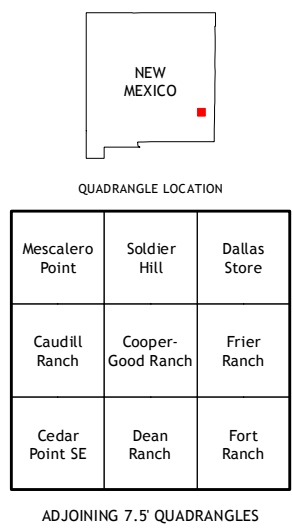 NEW
MEXICO
QUADRANGLE LOCATION
Mescalero
Point
Soldier
Hill
Dallas
Store
Caudill
Ranch
Cooper-
Good Ranch
Frier
Ranch
Cedar
Point SE
Dean
Ranch
Fort
Ranch
ADJOINING 7.5' QUADRANGLES